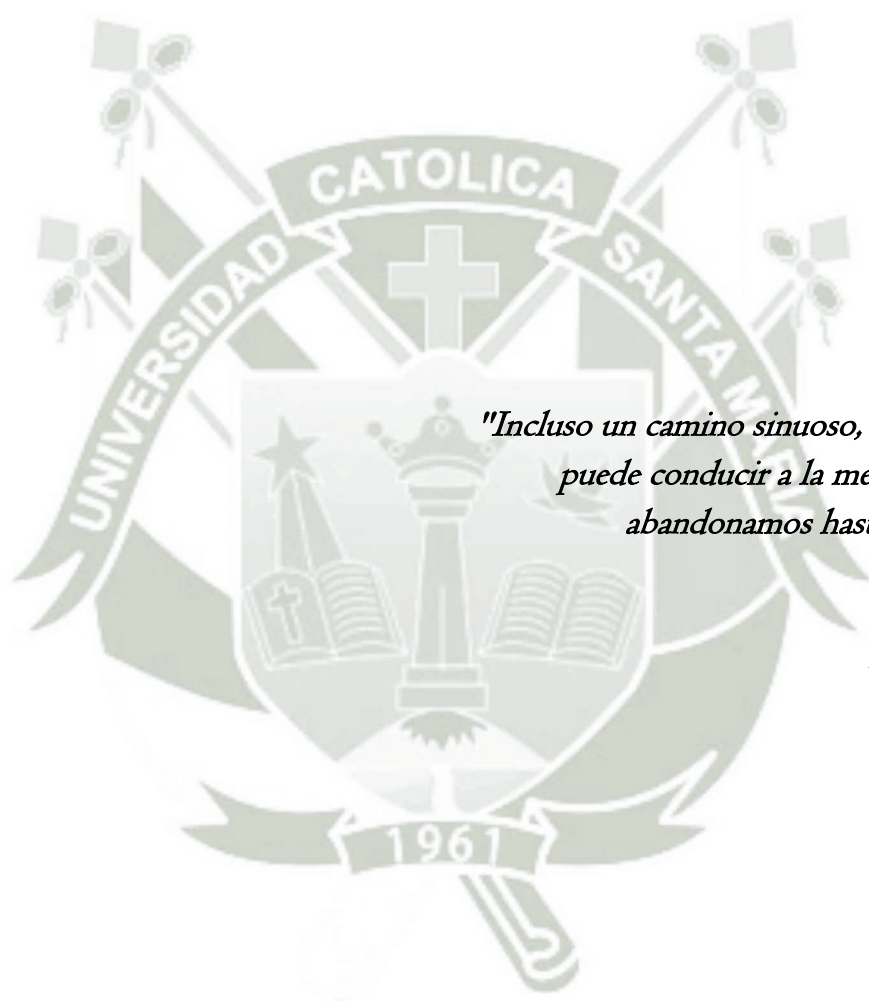 CATOLICA
UNIVERSIDAD
SANTA
"Incluso un camino sinuoso,
puede conducir a la
abandonamos
1961